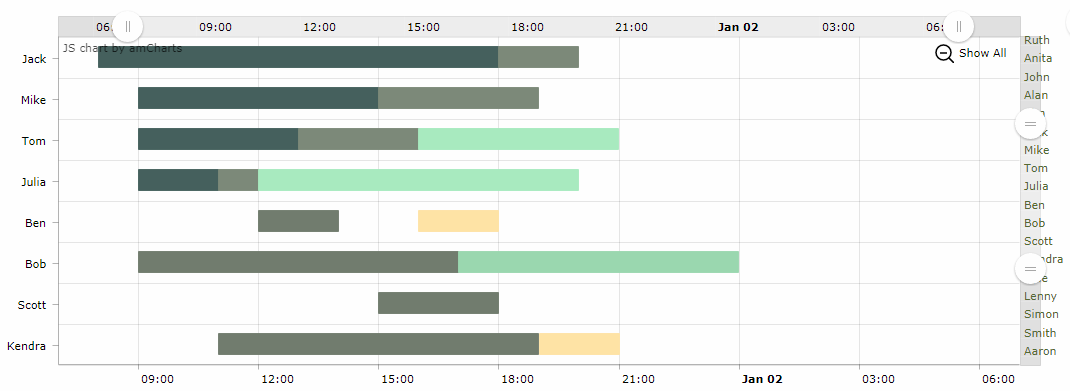 06:
09:00
12:00
15:00
18:00
21:00
Jan 02
03:00
06:
JS chart by amCharts
Show All
Jack
Mike
Tom
Julia
Ben
Bob
Scott
Kendra
Ruth
Anita
John
Alan
Mike
Tom
Julia
Ben
Bob
Scott
Lenny
Simon
Smith
Aaron
09:00
12:00
15:00
18:00
21:00
Jan 02
03:00
06:00